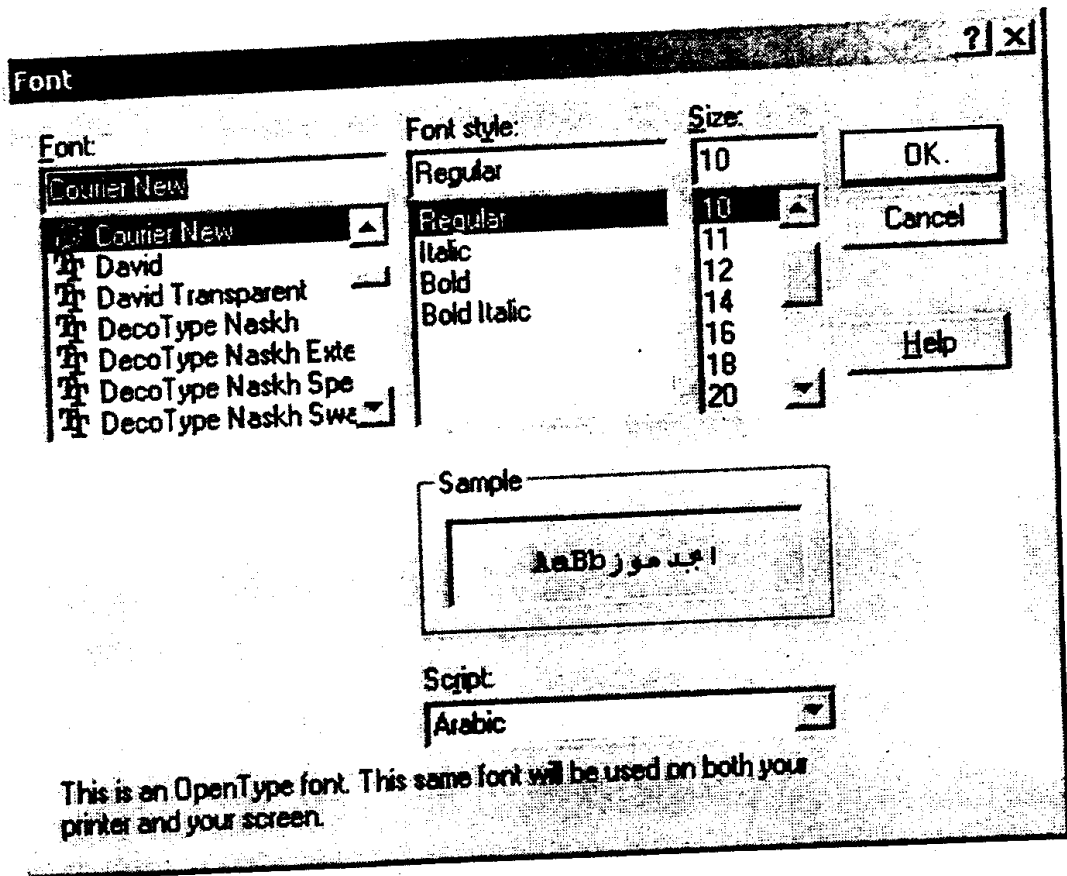 Font
Font:
Courier New
Courier New
David
David Transparent
DecoType Naskh
DecoType Naskh Exte
DecoType Naskh Spe
DecoType Naskh Swa
Font style:
Regular
Regular
Italic
Bold
Bold Italic
Size:
10
10
11
12
14
16
18
20
OK.
Cancel
Help
Sample
AaBbابجد هوز
Script:
Arabic
This is an OpenType font. This same font will be used on both your
printer and your screen.